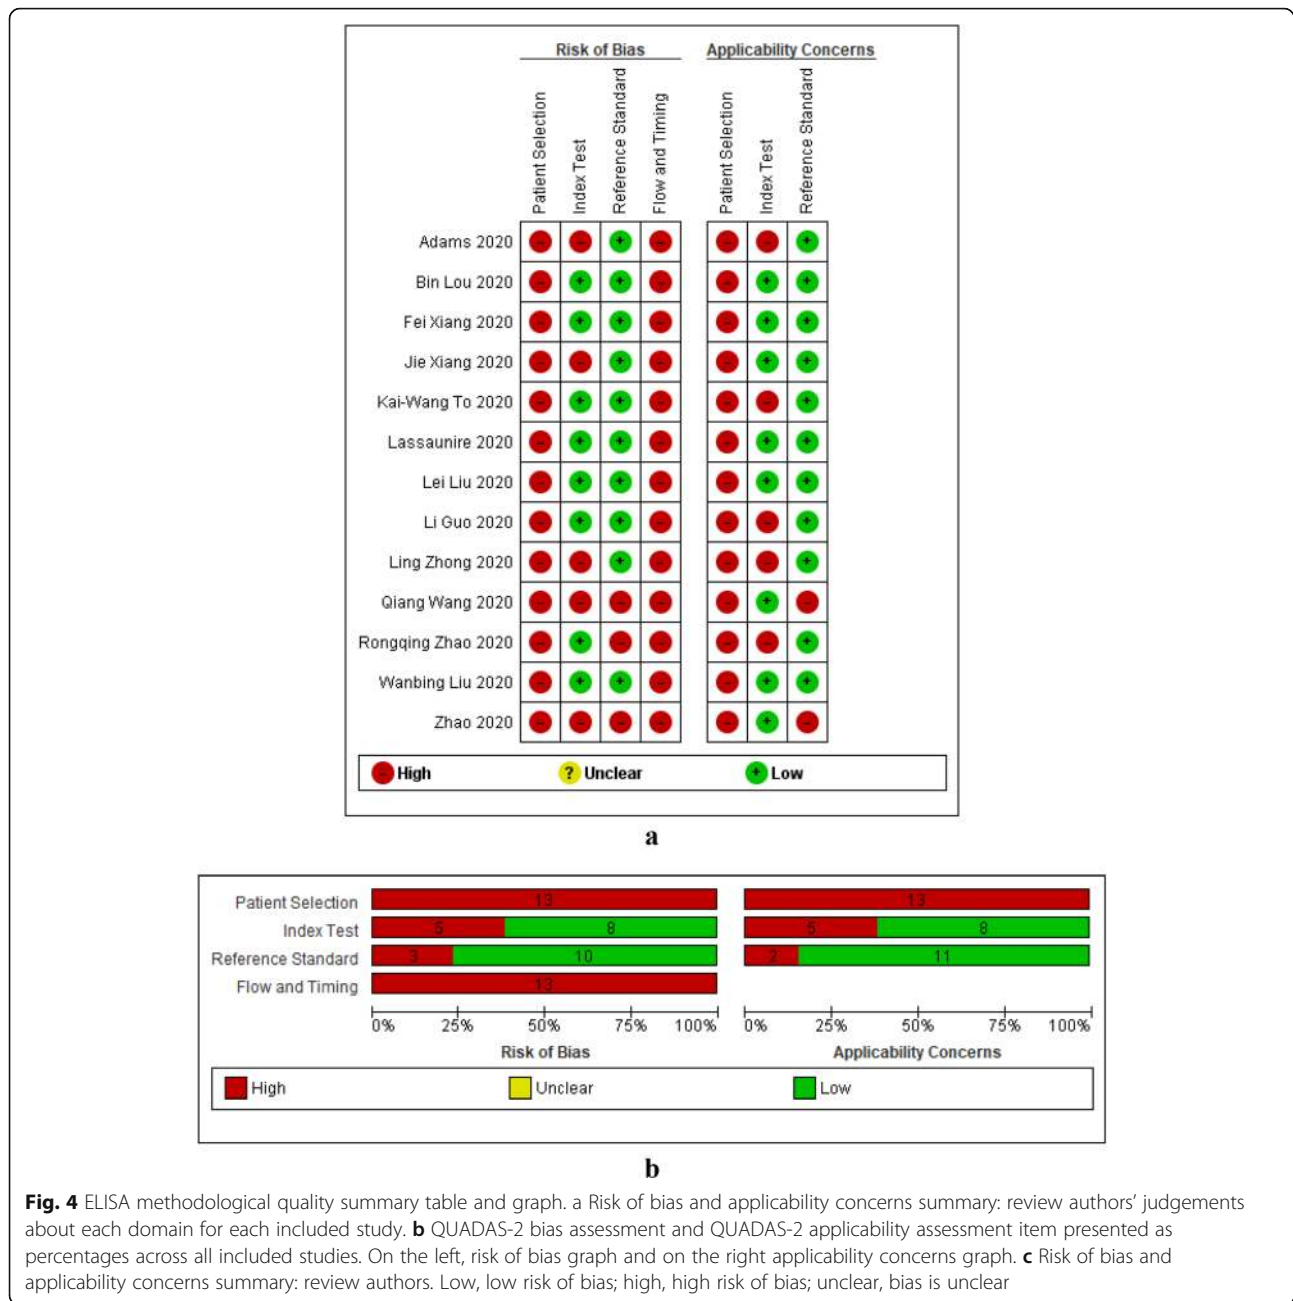 Risk of Bias Applicability Concerns
Patient Selection Index Test Reference Standard Flow and Timing Patient Selection Index Test Reference Standard
Adams 2020 - - + - - - +
Bin Lou 2020 - + + - - + +
Fei Xiang 2020 - + + - - + +
Jie Xiang 2020 - - + - - + +
Kai-Wang To 2020 - + + - - - +
Lassaunire 2020 - + + - - + +
Lei Liu 2020 - + + - - + +
Li Guo 2020 - + + - - - +
Ling Zhong 2020 - - + - - - +
Qiang Wang 2020 - - - - - + -
Rongqing Zhao 2020 - + - - - - +
Wanbing Liu 2020 - + + - - + +
Zhao 2020 - - - - - + -
- High ? Unclear + Low
a
Patient Selection 13 13
Index Test 5 8 5 8
Reference Standard 3 10 2 11
Flow and Timing 13
0% 25% 50% 75% 100% 0% 25% 50% 75% 100%
Risk of Bias Applicability Concerns
High Unclear Low
b
Fig. 4 ELISA methodological quality summary table and graph. a Risk of bias and applicability concerns summary: review authors' judgements
about each domain for each included study. b QUADAS-2 bias assessment and QUADAS-2 applicability assessment item presented as
percentages across all included studies. On the left, risk of bias graph and on the right applicability concerns graph. c Risk of bias and
applicability concerns summary: review authors. Low, low risk of bias; high, high risk of bias; unclear, bias is unclear